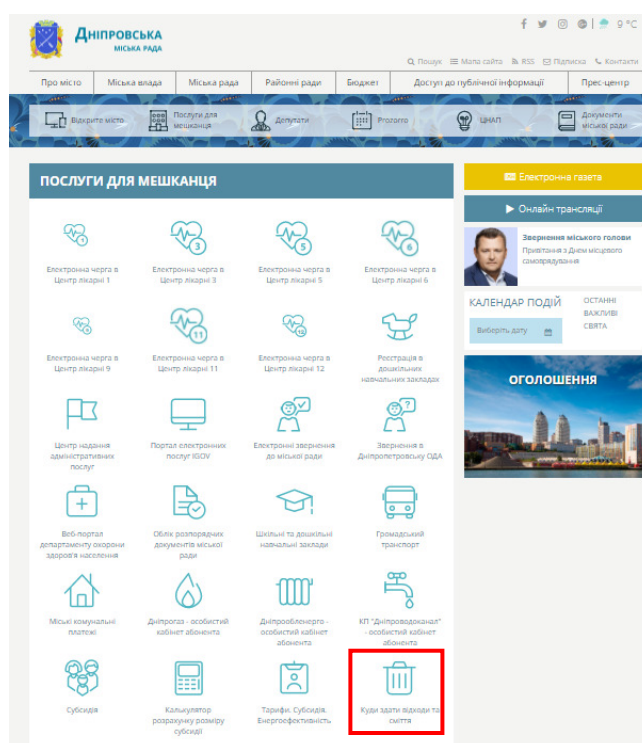 ДНІПРОВСЬКА
МІСЬКА РАДА
9 °C
Пошук Мапа сайта RSS Підписка Контакти
Про місто Міська влада Міська рада Районні ради Бюджет Доступ до публічної інформації Прес-центр
Відкрите місто
Послуги для
мешканця
Депутати
Prozorro
ЦНАП
Документи
міської ради
ПОСЛУГИ ДЛЯ МЕШКАНЦЯ
Електронна газета
Онлайн трансляції
Звернення міського голови
Привітання з Днем місцевого
самоврядування
КАЛЕНДАР ПОДІЙ
Виберіть дату
ОСТАННІ
ВАЖЛИВІ
СВЯТА
ОГОЛОШЕННЯ
Електронна черга в
Центр лікарні 1
3
Електронна черга в
Центр лікарні 3
5
Електронна черга в
Центр лікарні 5
6
Електронна черга в
Центр лікарні 6
Електронна черга в
Центр лікарні 9
11
Електронна черга в
Центр лікарні 11
12
Електронна черга в
Центр лікарні 12
Реєстрація в
дошкільних
навчальних закладах
Центр надання
адміністративних
послуг
Портал електронних
послуг IGOV
Електронні звернення
до міської ради
?
Звернення в
Дніпропетровську ОДА
Веб-портал
департаменту охорони
здоров'я населення
Облік розпорядчих
документів міської
ради
Шкільні та дошкільні
навчальні заклади
Громадський
транспорт
Міські комунальні
платежі
Дніпрогаз - особистий
кабінет абонента
Дніпрообленерго -
особистий кабінет
абонента
КП "Дніпроводоканал"
- особистий кабінет
абонента
Субсидія
Калькулятор
розрахунку розміру
субсидії
Тарифи. Субсидія.
Енергоефективність
Куди здати відходи та
сміття